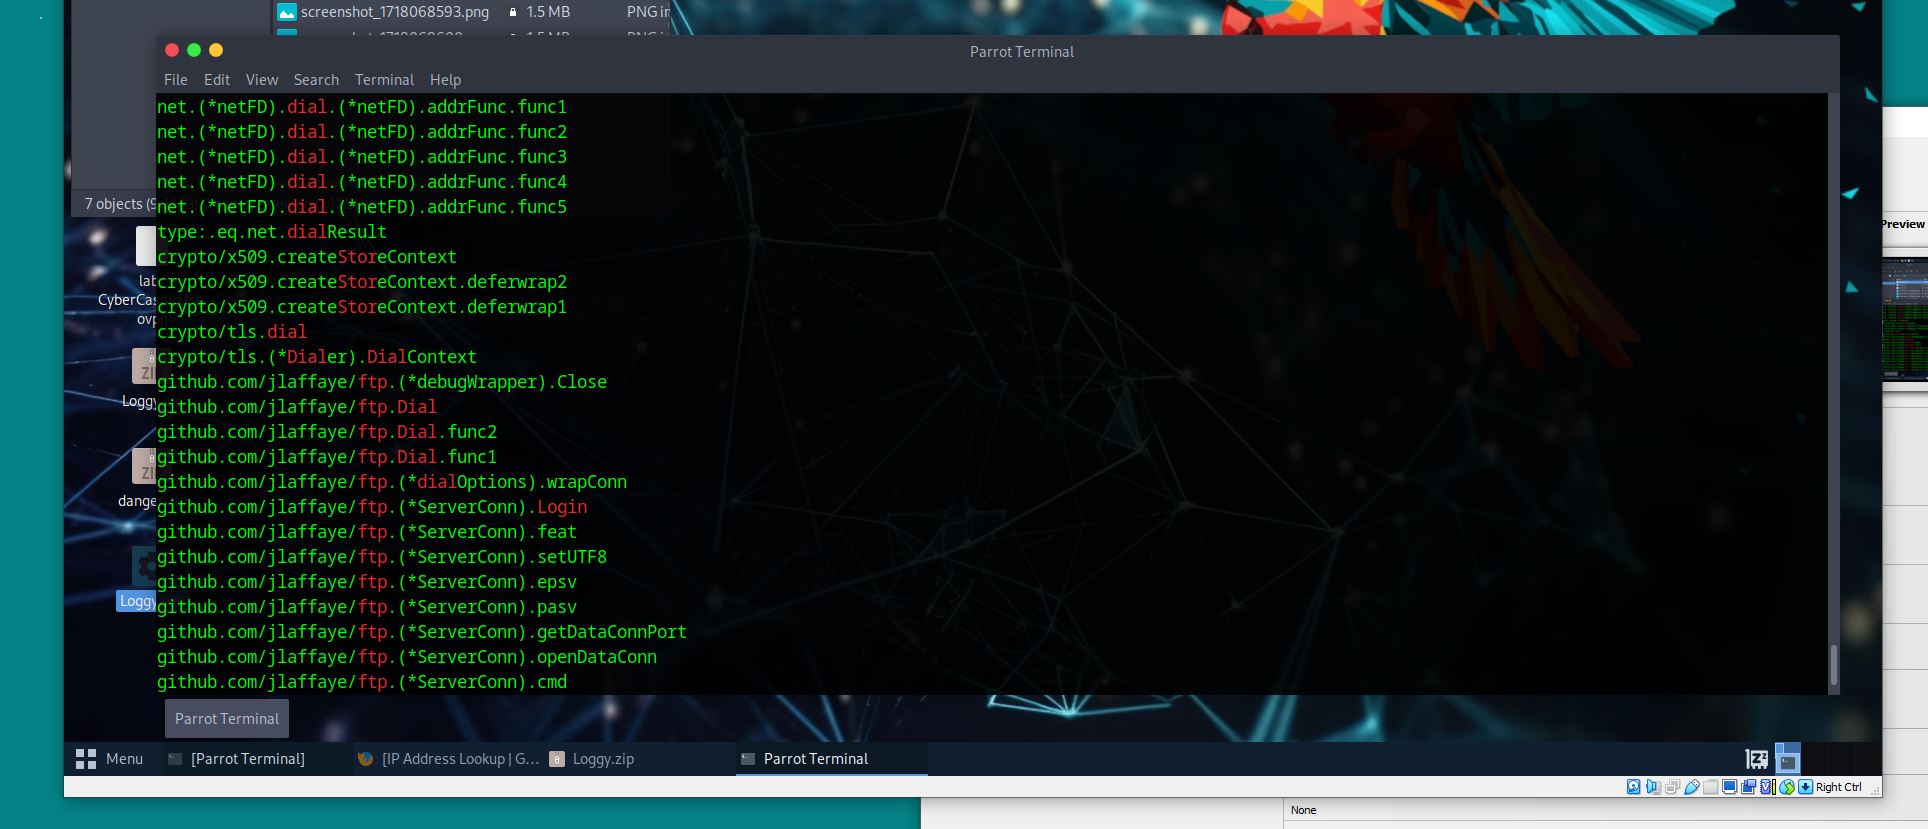 screenshot_1718068593.png 1.5 MB PNG
Parrot Terminal
File Edit View Search Terminal Help
net.(*netFD).dial.(*netFD).addrFunc.func1
net.(*netFD).dial.(*netFD).addrFunc.func2
net.(*netFD).dial.(*netFD).addrFunc.func3
net.(*netFD).dial.(*netFD).addrFunc.func4
7 objects
net.(*netFD).dial.(*netFD).addrFunc.func5
type:.eq.net.dialResult
crypto/x509.createStoreContext
crypto/x509.createStoreContext.deferwrap2
crypto/x509.createStoreContext.deferwrap1
crypto/tls.dial
crypto/tls.(*Dialer).DialContext
github.com/jlaffaye/ftp.(*debugWrapper).Close
github.com/jlaffaye/ftp.Dial
github.com/jlaffaye/ftp.Dial.func2
github.com/jlaffaye/ftp.Dial.func1
github.com/jlaffaye/ftp.(*dialOptions).wrapConn
github.com/jlaffaye/ftp.(*ServerConn).Login
github.com/jlaffaye/ftp.(*ServerConn).feat
github.com/jlaffaye/ftp.(*ServerConn).setUTF8
github.com/jlaffaye/ftp.(*ServerConn).epsv
github.com/jlaffaye/ftp.(*ServerConn).pasv
github.com/jlaffaye/ftp.(*ServerConn).getDataConnPort
github.com/jlaffaye/ftp.(*ServerConn).openDataConn
github.com/jlaffaye/ftp.(*ServerConn).cmd
lab
CyberCas
ovp
ZI
Loggy
ZI
dange
Loggy
Preview
Parrot Terminal
Menu [Parrot Terminal] [IP Address Lookup | G... Loggy.zip Parrot Terminal
Right Ctrl
None